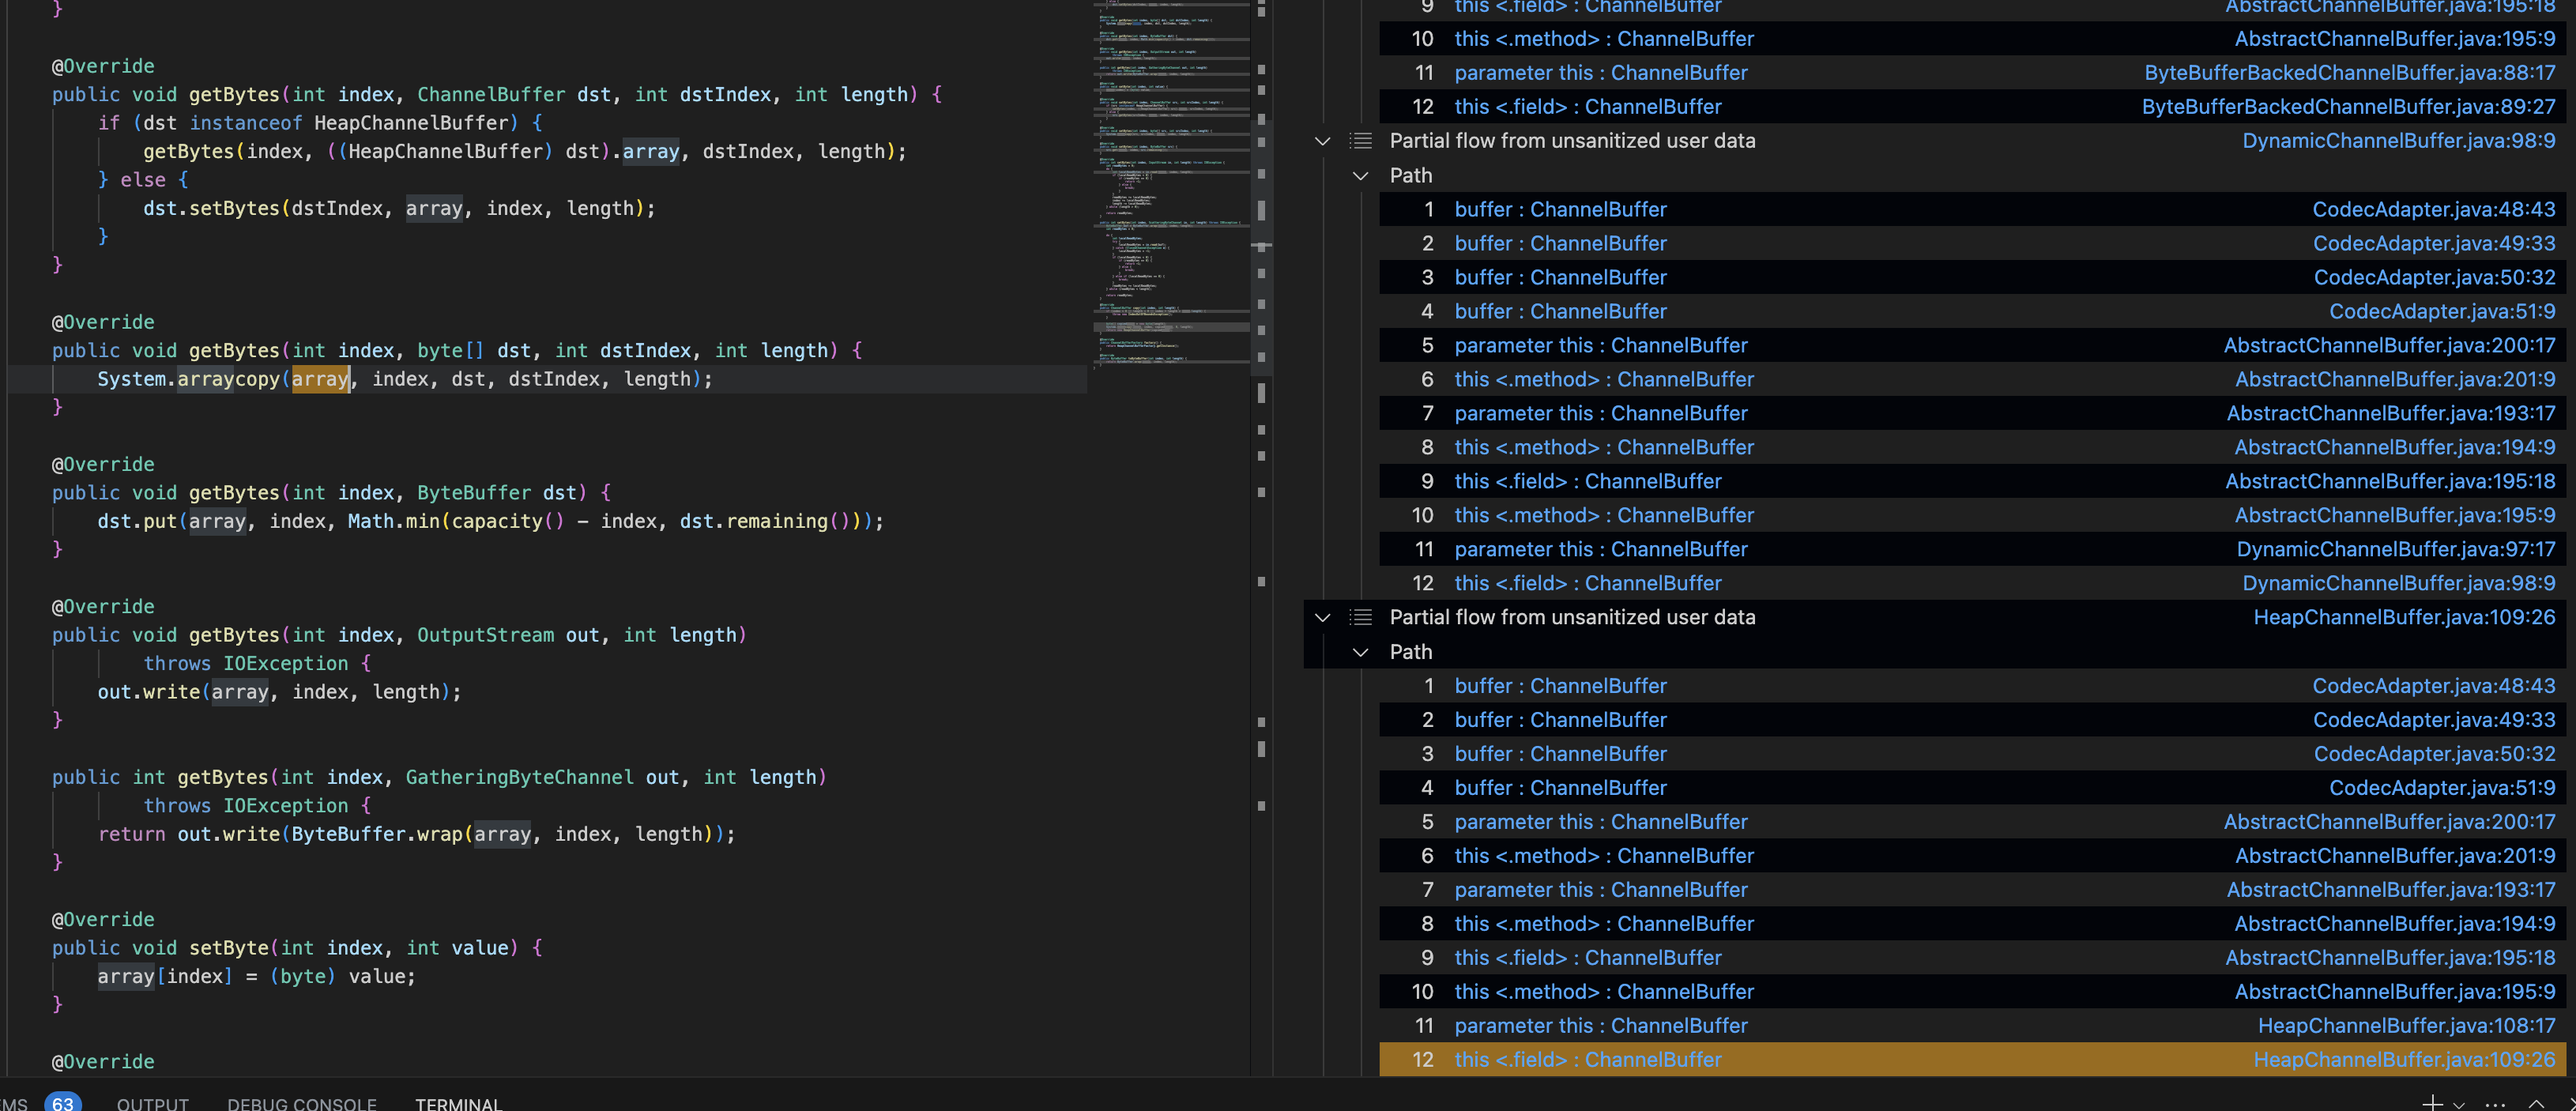 }
@Override
public void getBytes(int index, ChannelBuffer dst, int dstIndex, int length) {
if (dst instanceof HeapChannelBuffer) {
getBytes(index, ((HeapChannelBuffer) dst).array, dstIndex, length);
} else {
dst.setBytes(dstIndex, array, index, length);
}
}
@Override
public void getBytes(int index, byte[] dst, int dstIndex, int length) {
System.arraycopy(array, index, dst, dstIndex, length);
}
@Override
public void getBytes(int index, ByteBuffer dst) {
dst.put(array, index, Math.min(capacity() - index, dst.remaining()));
}
@Override
public void getBytes(int index, OutputStream out, int length)
throws IOException {
out.write(array, index, length);
}
public int getBytes(int index, GatheringByteChannel out, int length)
throws IOException {
return out.write(ByteBuffer.wrap(array, index, length));
}
@Override
public void setByte(int index, int value) {
array[index] = (byte) value;
}
@Override
9 this <.field> : ChannelBuffer AbstractChannelBuffer.java:195:18
10 this <.method> : ChannelBuffer AbstractChannelBuffer.java:195:9
11 parameter this : ChannelBuffer ByteBufferBackedChannelBuffer.java:88:17
12 this <.field> : ChannelBuffer ByteBufferBackedChannelBuffer.java:89:27
Partial flow from unsanitized user data DynamicChannelBuffer.java:98:9
Path
1 buffer : ChannelBuffer CodecAdapter.java:48:43
2 buffer : ChannelBuffer CodecAdapter.java:49:33
3 buffer : ChannelBuffer CodecAdapter.java:50:32
4 buffer : ChannelBuffer CodecAdapter.java:51:9
5 parameter this : ChannelBuffer AbstractChannelBuffer.java:200:17
6 this <.method> : ChannelBuffer AbstractChannelBuffer.java:201:9
7 parameter this : ChannelBuffer AbstractChannelBuffer.java:193:17
8 this <.method> : ChannelBuffer AbstractChannelBuffer.java:194:9
9 this <.field> : ChannelBuffer AbstractChannelBuffer.java:195:18
10 this <.method> : ChannelBuffer AbstractChannelBuffer.java:195:9
11 parameter this : ChannelBuffer DynamicChannelBuffer.java:97:17
12 this <.field> : ChannelBuffer DynamicChannelBuffer.java:98:9
Partial flow from unsanitized user data HeapChannelBuffer.java:109:26
Path
1 buffer : ChannelBuffer CodecAdapter.java:48:43
2 buffer : ChannelBuffer CodecAdapter.java:49:33
3 buffer : ChannelBuffer CodecAdapter.java:50:32
4 buffer : ChannelBuffer CodecAdapter.java:51:9
5 parameter this : ChannelBuffer AbstractChannelBuffer.java:200:17
6 this <.method> : ChannelBuffer AbstractChannelBuffer.java:201:9
7 parameter this : ChannelBuffer AbstractChannelBuffer.java:193:17
8 this <.method> : ChannelBuffer AbstractChannelBuffer.java:194:9
9 this <.field> : ChannelBuffer AbstractChannelBuffer.java:195:18
10 this <.method> : ChannelBuffer AbstractChannelBuffer.java:195:9
11 parameter this : ChannelBuffer HeapChannelBuffer.java:108:17
12 this <.field> : ChannelBuffer HeapChannelBuffer.java:109:26
EMS 63 OUTPUT DEBUG CONSOLE TERMINAL